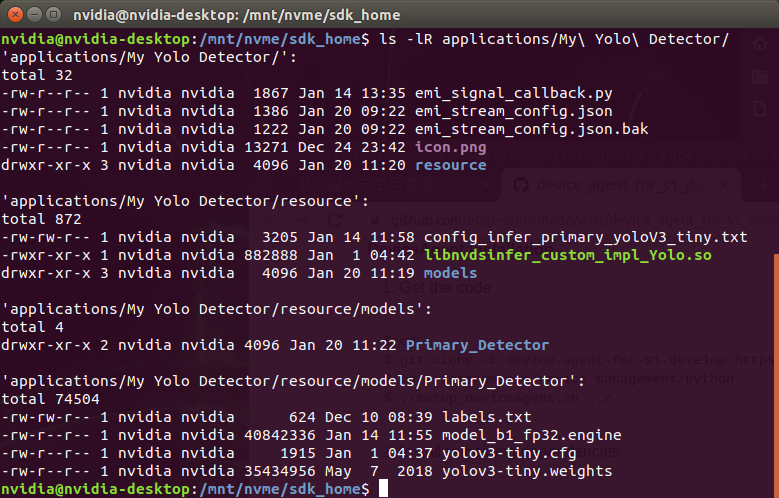 nvidia@nvidia-desktop: /mnt/nvme/sdk_home
nvidia@nvidia-desktop:/mnt/nvme/sdk_home$ ls -lR applications/My\ Yolo\ Detector/
'applications/My Yolo Detector/':
total 32
-rw-r--r-- 1 nvidia nvidia  1867 Jan 14 13:35 emi_signal_callback.py
-rw-r--r-- 1 nvidia nvidia  1386 Jan 20 09:22 emi_stream_config.json
-rw-r--r-- 1 nvidia nvidia  1222 Jan 20 09:22 emi_stream_config.json.bak
-rw-r--r-- 1 nvidia nvidia 13271 Dec 24 23:42 icon.png
drwxr-xr-x 3 nvidia nvidia  4096 Jan 20 11:20 resource
'applications/My Yolo Detector/resource':
total 872
-rw-rw-r-- 1 nvidia nvidia   3205 Jan 14 11:58 config_infer_primary_yoloV3_tiny.txt
-rwxr-xr-x 1 nvidia nvidia 882888 Jan  1 04:42 libnvdsinfer_custom_impl_Yolo.so
drwxr-xr-x 3 nvidia nvidia   4096 Jan 20 11:19 models
'applications/My Yolo Detector/resource/models':
total 4
drwxr-xr-x 2 nvidia nvidia 4096 Jan 20 11:22 Primary_Detector
'applications/My Yolo Detector/resource/models/Primary_Detector':
total 74504
-rw-rw-r-- 1 nvidia nvidia      624 Dec 10 08:39 labels.txt
-rw-r--r-- 1 nvidia nvidia 40842336 Jan 14 11:55 model_b1_fp32.engine
-rw-r--r-- 1 nvidia nvidia     1915 Jan  1 04:37 yolov3-tiny.cfg
-rw-r--r-- 1 nvidia nvidia 35434956 May  7  2018 yolov3-tiny.weights
nvidia@nvidia-desktop:/mnt/nvme/sdk_home$
device_agent_for_s1_de
1. Get the code
$ ./setup_deviceagent.sh ../